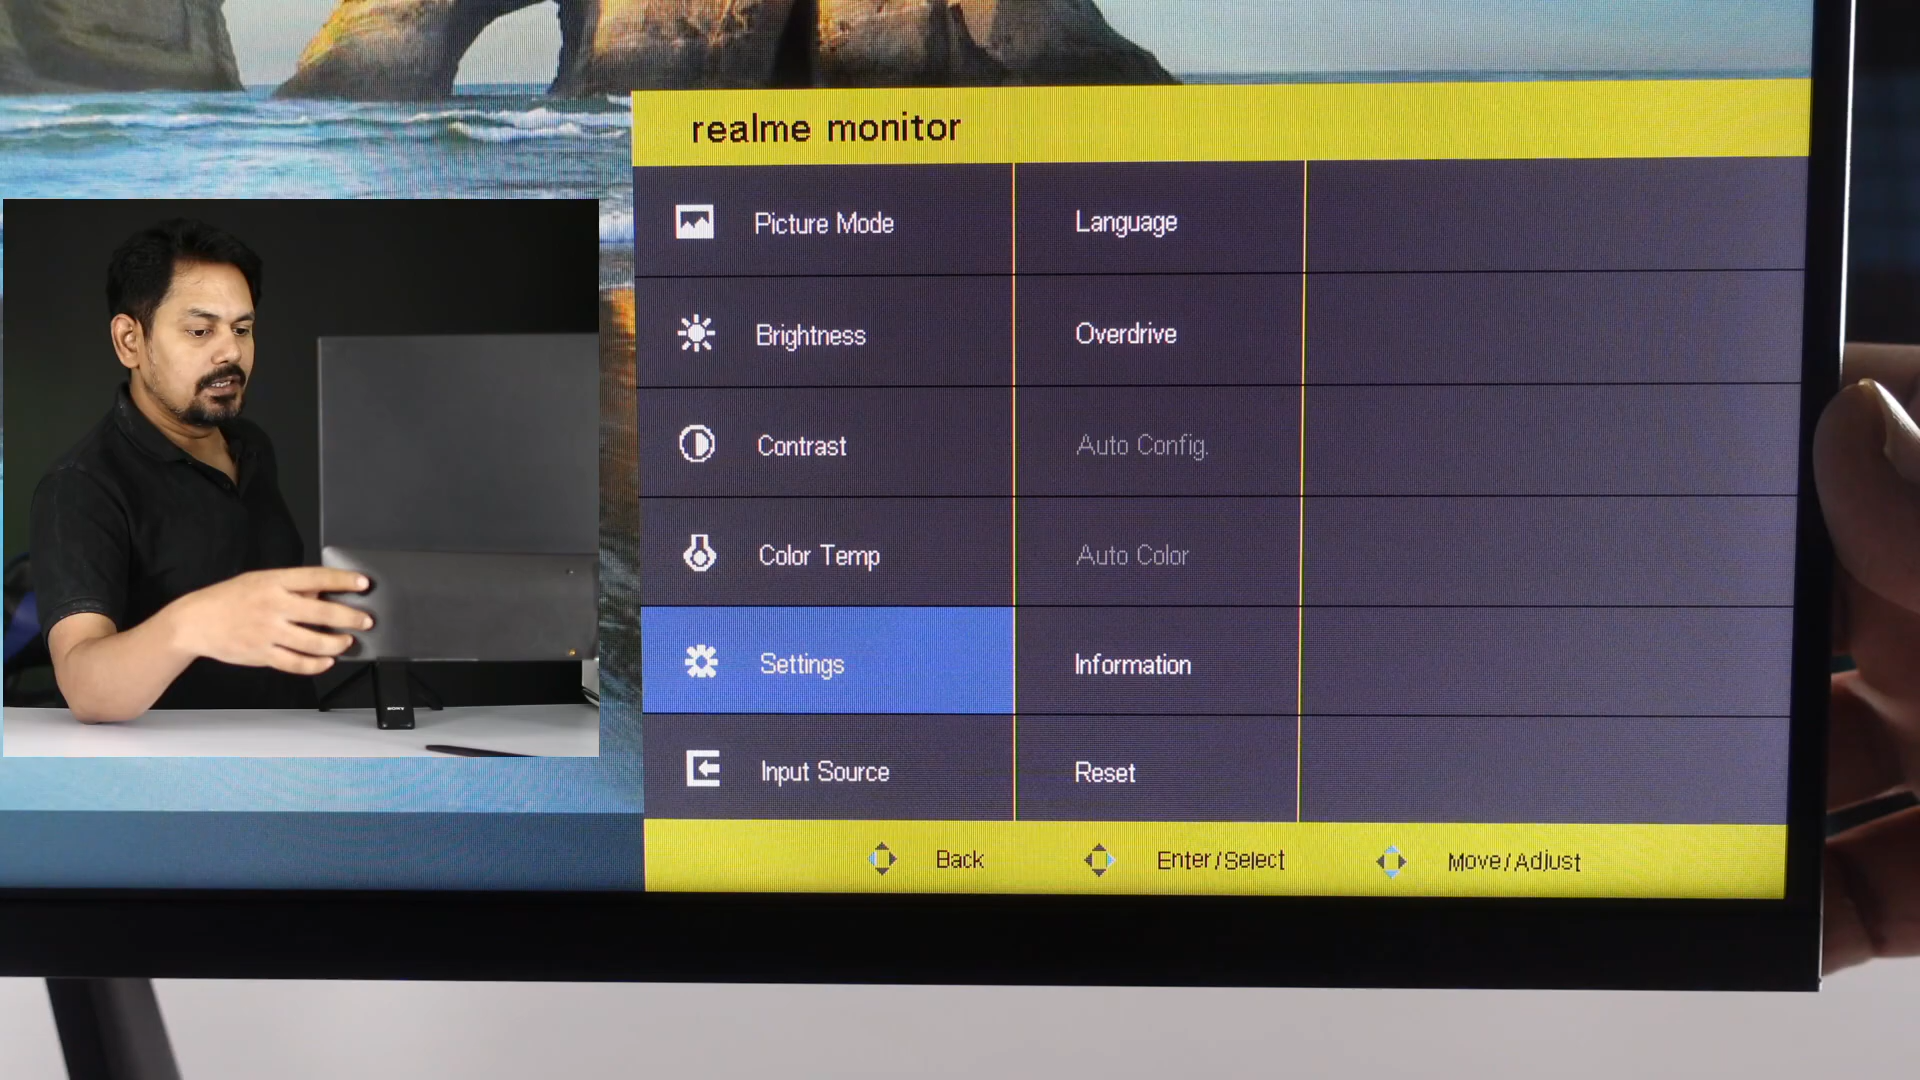 realme monitor
Picture Mode
Language
Brightness
Overdrive
Contrast
Auto Config.
Color Temp
Auto Color
Settings
Information
Input Source
Reset
Back
Enter/Select
Move/Adjust
SONY